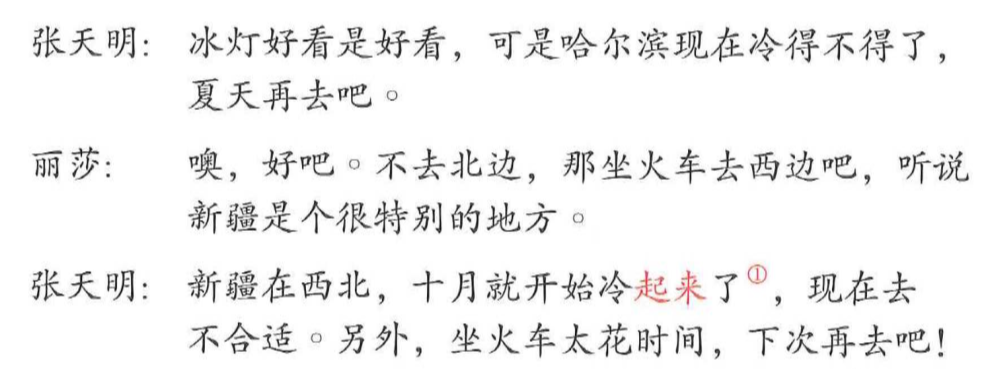 张天明： 冰灯好看是好看，可是哈尔滨现在冷得不得了，
夏天再去吧。
丽莎： 噢，好吧。不去北边，那坐火车去西边吧，听说
新疆是个很特别的地方。
张天明： 新疆在西北，十月就开始冷起来了①，现在去
不合适。另外，坐火车太花时间，下次再去吧！